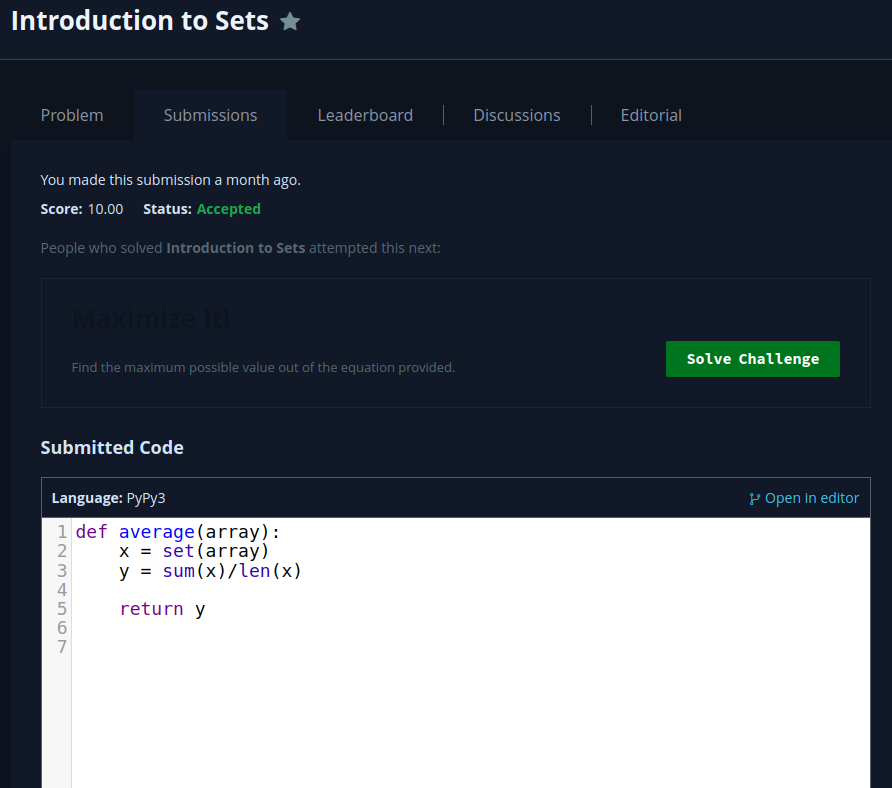 Introduction to Sets
Problem Submissions Leaderboard Discussions Editorial
You made this submission a month ago.
Score: 10.00 Status: Accepted
People who solved Introduction to Sets attempted this next:
Maximize It!
Find the maximum possible value out of the equation provided.
Solve Challenge
Submitted Code
Language: PyPy3 Open in editor
1 def average(array):
2     x = set(array)
3     y = sum(x)/len(x)
4
5     return y
6
7